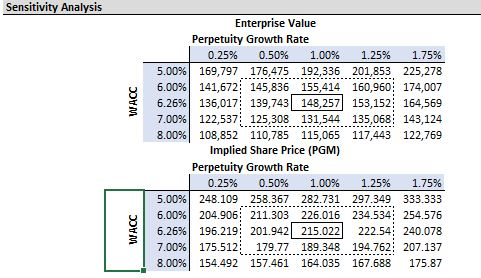 Sensitivity Analysis
Enterprise Value
Perpetuity Growth Rate
0.25% 0.50% 1.00% 1.25% 1.75%
5.00% 169,797 176,475 192,336 201,853 225,278
6.00% 141,672 145,836 155,414 160,960 174,007
WACC 6.26% 136,017 139,743 148,257 153,152 164,569
7.00% 122,537 125,308 131,544 135,068 143,124
8.00% 108,852 110,785 115,065 117,443 122,769
Implied Share Price (PGM)
Perpetuity Growth Rate
0.25% 0.50% 1.00% 1.25% 1.75%
5.00% 248.109 258.367 282.731 297.349 333.333
6.00% 204.906 211.303 226.016 234.534 254.576
WACC 6.26% 196.219 201.942 215.022 222.54 240.078
7.00% 175.512 179.77 189.348 194.762 207.137
8.00% 154.492 157.461 164.035 167.688 175.87